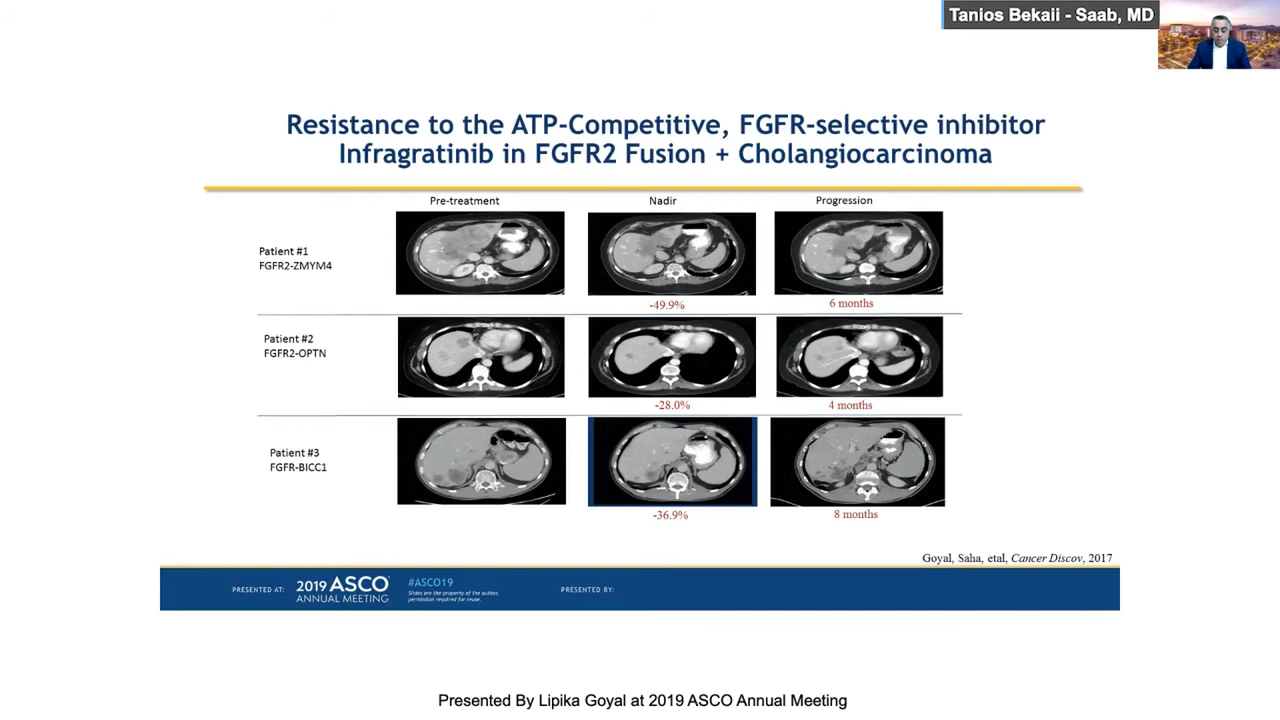 Tanios Bekaii - Saab, MD
Resistance to the ATP-Competitive, FGFR-selective inhibitor
Infragratinib in FGFR2 Fusion + Cholangiocarcinoma
Pre-treatment
Nadir
Progression
Patient #1
FGFR2-ZMYM4
-49.9%
6 months
Patient #2
FGFR2-OPTN
-28.0%
4 months
Patient #3
FGFR-BICC1
-36.9%
8 months
Goyal, Saha, etal, Cancer Discov, 2017
PRESENTED AT:
2019 ASCO
ANNUAL MEETING
#ASCO19
Slides are the property of the author,
permission required for reuse.
PRESENTED BY:
Presented By Lipika Goyal at 2019 ASCO Annual Meeting